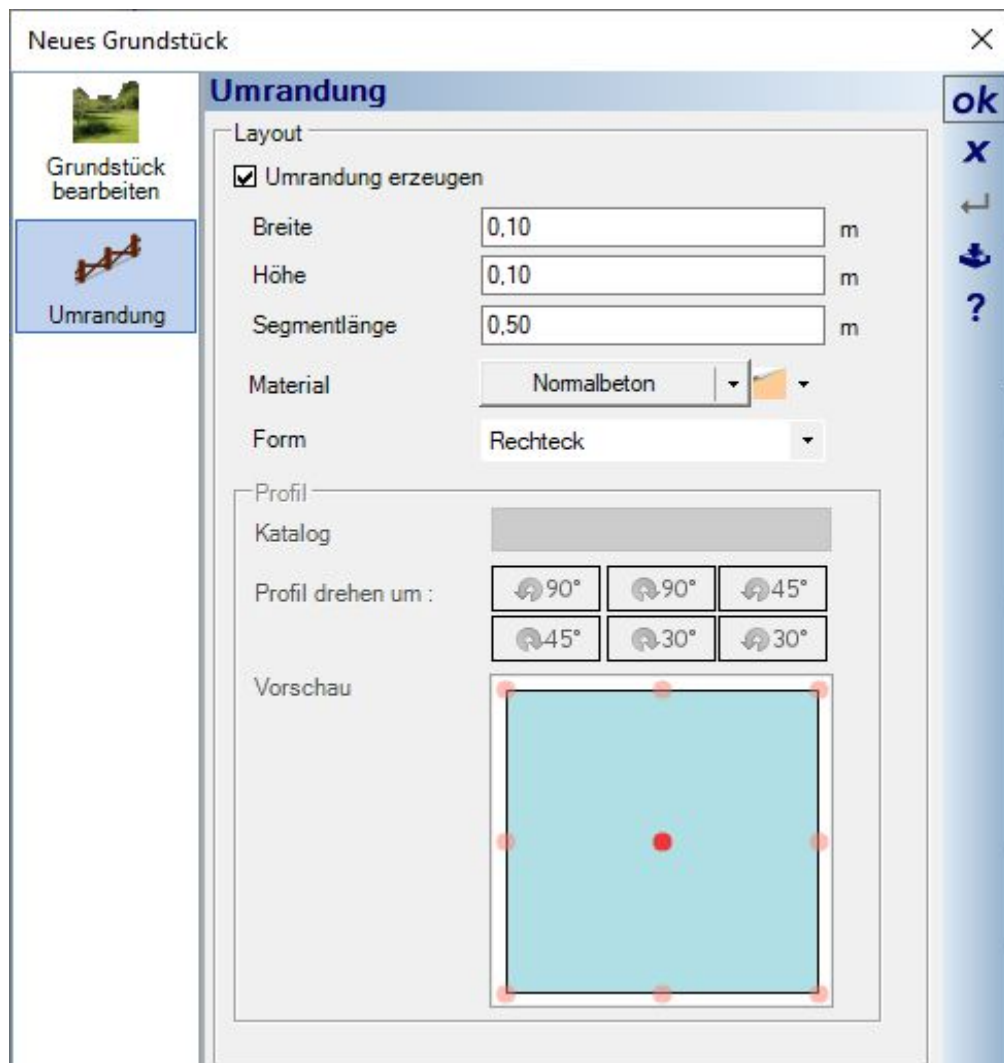 Neues Grundstück
Grundstück
bearbeiten
Umrandung
Umrandung
Layout
Umrandung erzeugen
Breite 0,10 m
Höhe 0,10 m
Segmentlänge 0,50 m
Material Normalbeton
Form Rechteck
Profil
Katalog
Profil drehen um : 90° 90° 45°
45° 30° 30°
Vorschau
ok
x
?